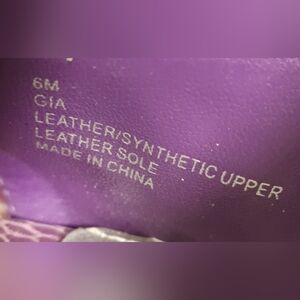 6M
GIA
LEATHER/SYNTHETIC UPPER
LEATHER SOLE
MADE IN CHINA